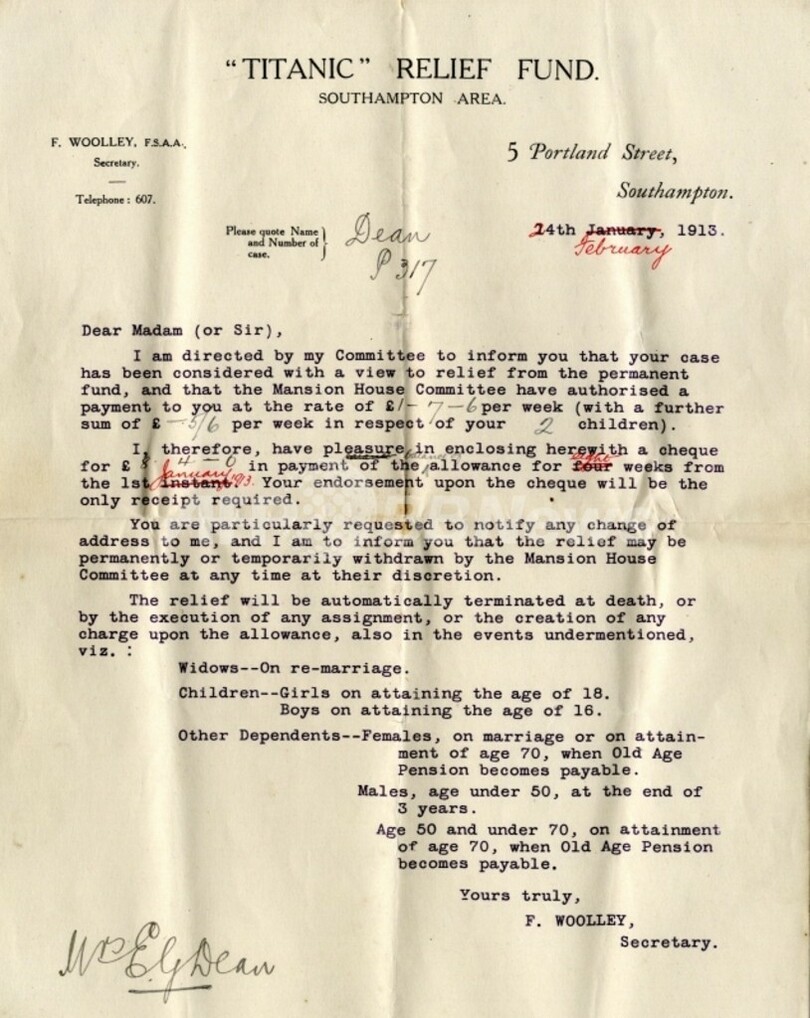 "TITANIC" RELIEF FUND.
SOUTHAMPTON AREA.
F. WOOLLEY, F.S.A.A.,
Secretary.
Telephone: 607.
5 Portland Street,
Southampton.
Please quote Name
and Number of
case.
Dean
P 317
24th January, 1913.
February
Dear Madam (or Sir),
I am directed by my Committee to inform you that your case
has been considered with a view to relief from the permanent
fund, and that the Mansion House Committee have authorised a
payment to you at the rate of £1-7-6 per week (with a further
sum of £ per week in respect of your 2 children).
I, therefore, have pleasure in enclosing herewith a cheque
for £ in payment of the allowance for four weeks from
eight
the 1st instant. Your endorsement upon the cheque will be the
January
only receipt required.
You are particularly requested to notify any change of
address to me, and I am to inform you that the relief may be
permanently or temporarily withdrawn by the Mansion House
Committee at any time at their discretion.
The relief will be automatically terminated at death, or
by the execution of any assignment, or the creation of any
charge upon the allowance, also in the events undermentioned,
viz. :
Widows--On re-marriage.
Children--Girls on attaining the age of 18.
Boys on attaining the age of 16.
Other Dependents--Females, on marriage or on attain-
ment of age 70, when Old Age
Pension becomes payable.
Males, age under 50, at the end of
3 years.
Age 50 and under 70, on attainment
of age 70, when Old Age Pension
becomes payable.
Yours truly,
F. WOOLLEY,
Secretary.
Mrs E.G Dean